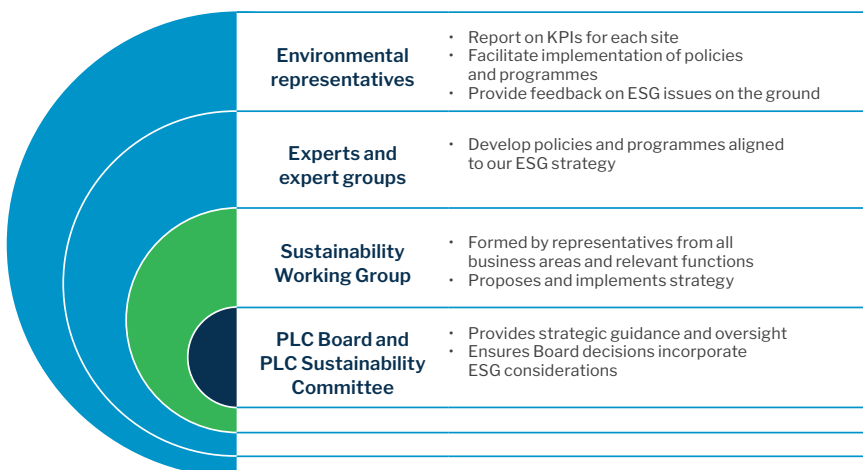 Environmental
representatives
• Report on KPIs for each site
• Facilitate implementation of policies
and programmes
• Provide feedback on ESG issues on the ground
Experts and
expert groups
• Develop policies and programmes aligned
to our ESG strategy
Sustainability
Working Group
• Formed by representatives from all
business areas and relevant functions
• Proposes and implements strategy
PLC Board and
PLC Sustainability
Committee
• Provides strategic guidance and oversight
• Ensures Board decisions incorporate
ESG considerations